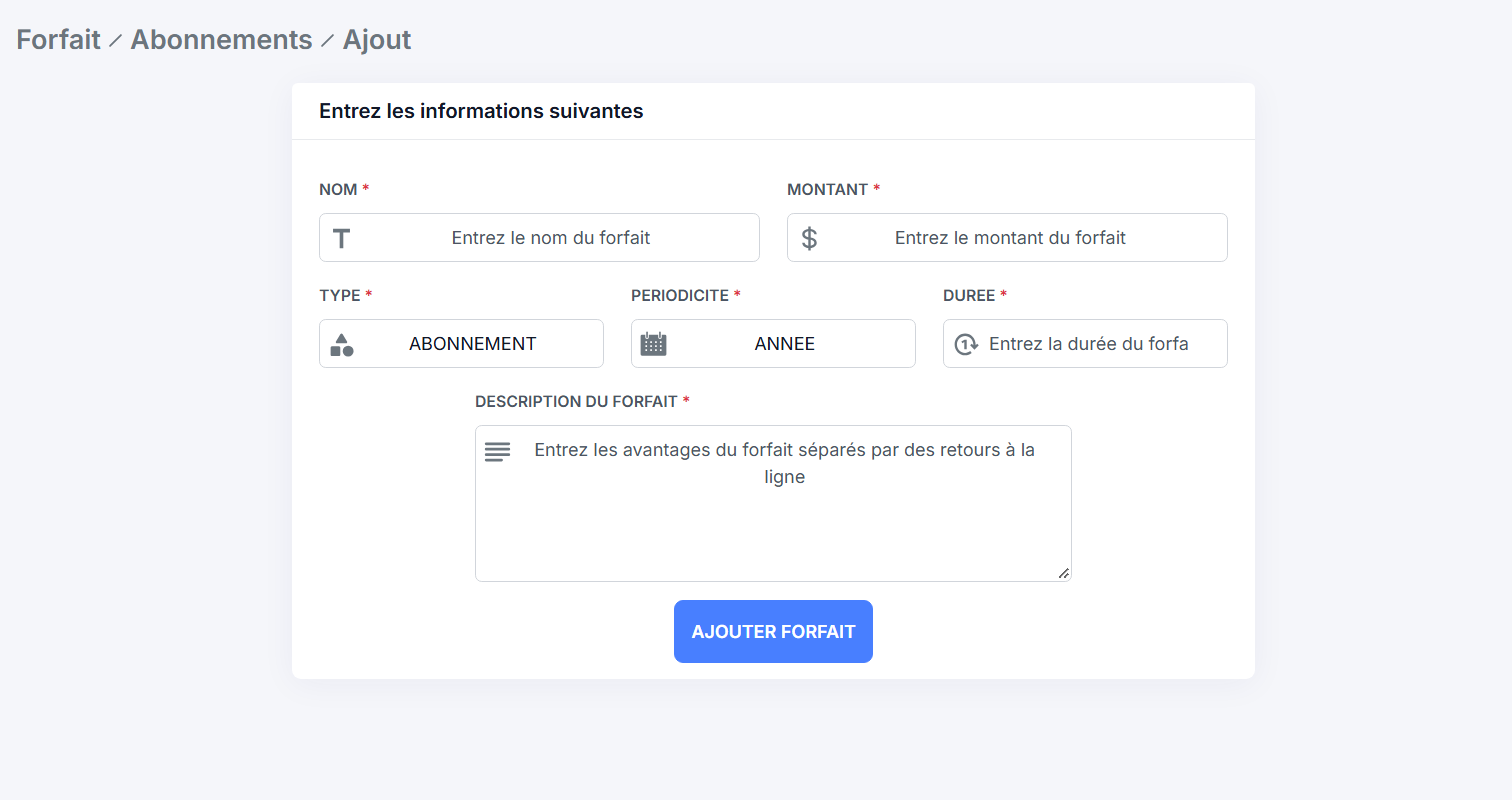 Forfait / Abonnements / Ajout
Entrez les informations suivantes
NOM *
MONTANT *
Entrez le nom du forfait
$ Entrez le montant du forfait
TYPE *
PERIODICITE *
DUREE *
ABONNEMENT
ANNEE
Entrez la durée du forfa
DESCRIPTION DU FORFAIT *
Entrez les avantages du forfait séparés par des retours à la
ligne
AJOUTER FORFAIT